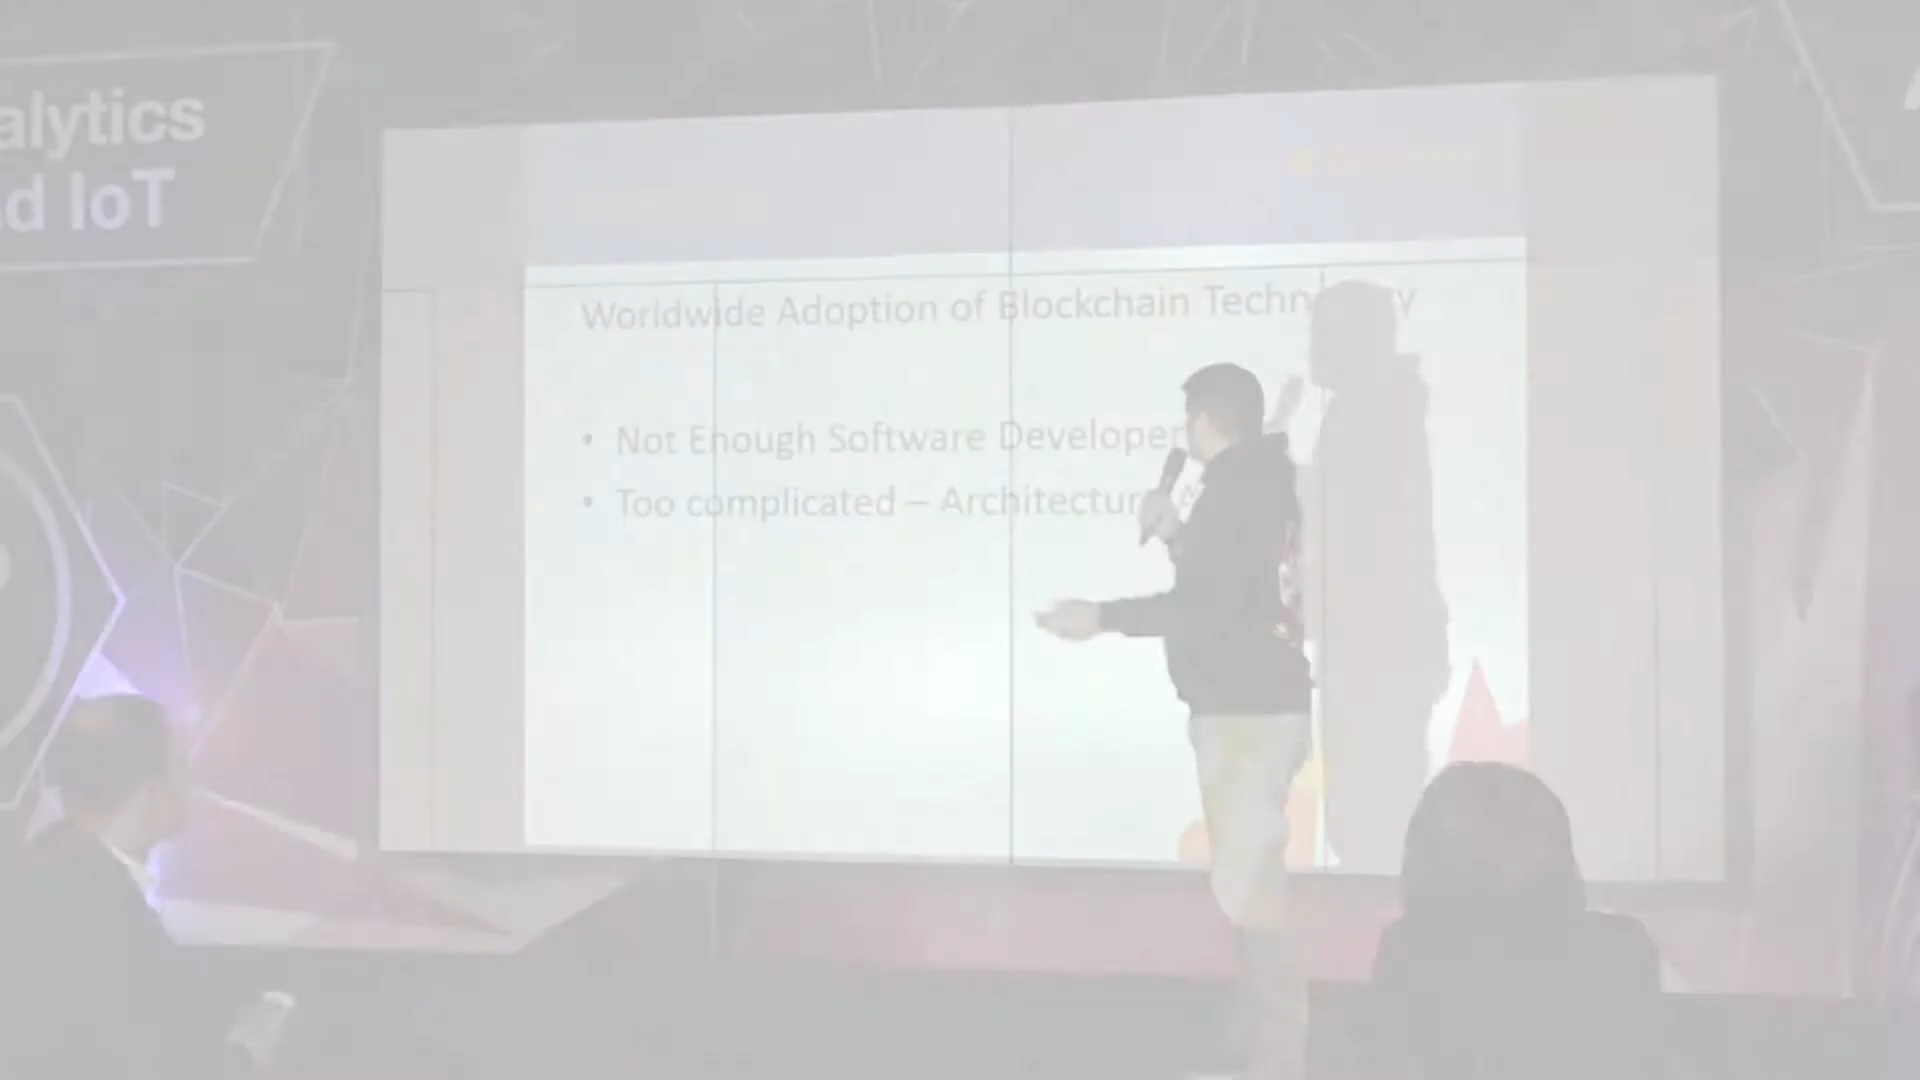 alytics
d IoT
Worldwide Adoption of Blockchain Techn y
• Not Enough Software Developer
• Too complicated – Architectur